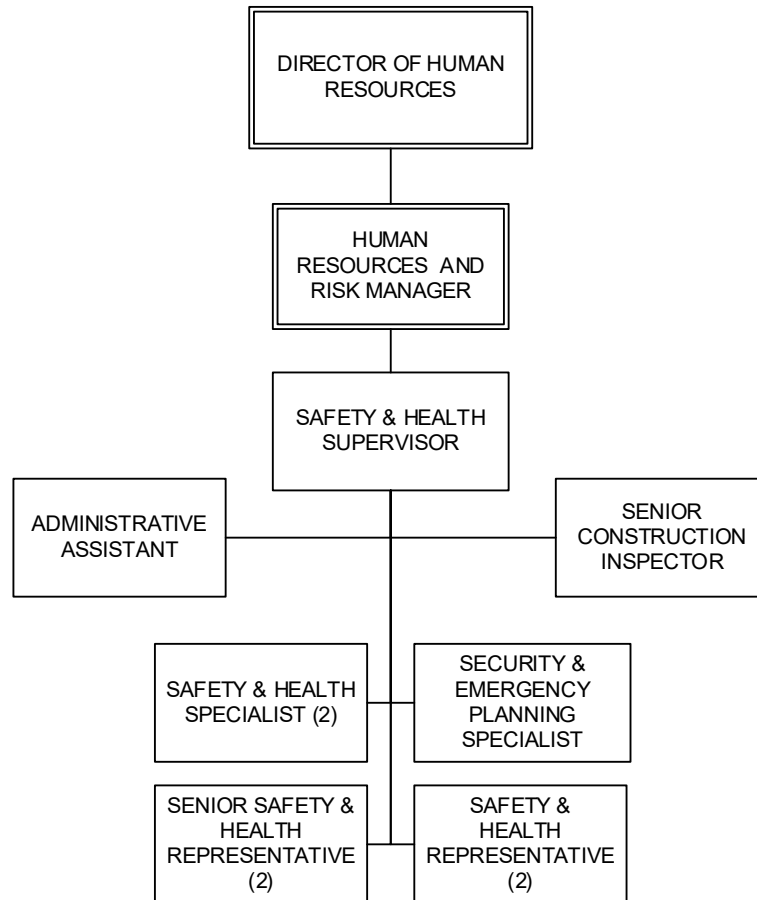 DIRECTOR OF HUMAN
RESOURCES
HUMAN
RESOURCES AND
RISK MANAGER
SAFETY & HEALTH
SUPERVISOR
ADMINISTRATIVE
ASSISTANT
SENIOR
CONSTRUCTION
INSPECTOR
SAFETY & HEALTH
SPECIALIST (2)
SECURITY &
EMERGENCY
PLANNING
SPECIALIST
SENIOR SAFETY &
HEALTH
REPRESENTATIVE
(2)
SAFETY &
HEALTH
REPRESENTATIVE
(2)